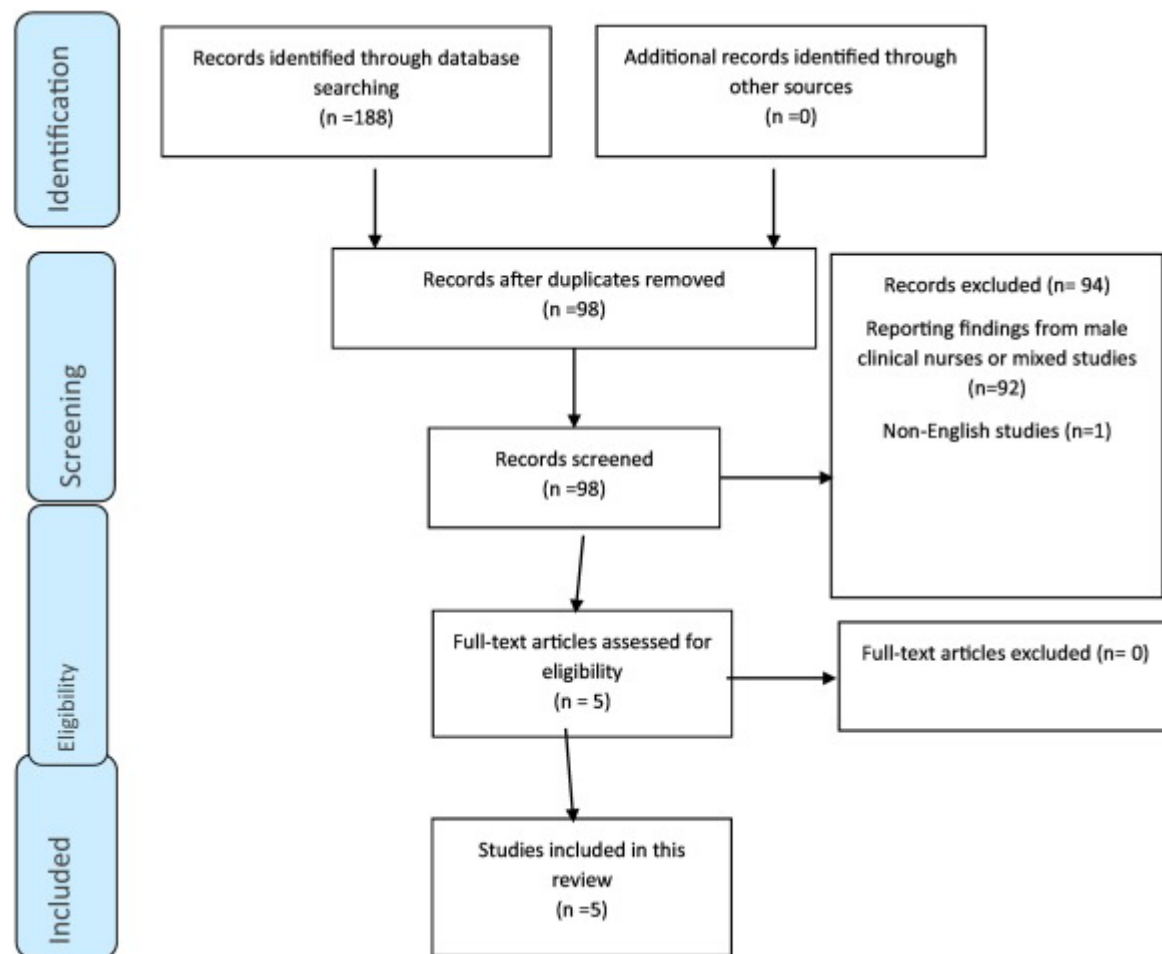 Identification
Records identified through database
searching
(n =188)
Additional records identified through
other sources
(n =0)
Screening
Records after duplicates removed
(n =98)
Records excluded (n= 94)
Reporting findings from male
clinical nurses or mixed studies
(n=92)
Non-English studies (n=1)
Records screened
(n =98)
Eligibility
Full-text articles assessed for
eligibility
(n = 5)
Full-text articles excluded (n= 0)
Included
Studies included in this
review
(n =5)